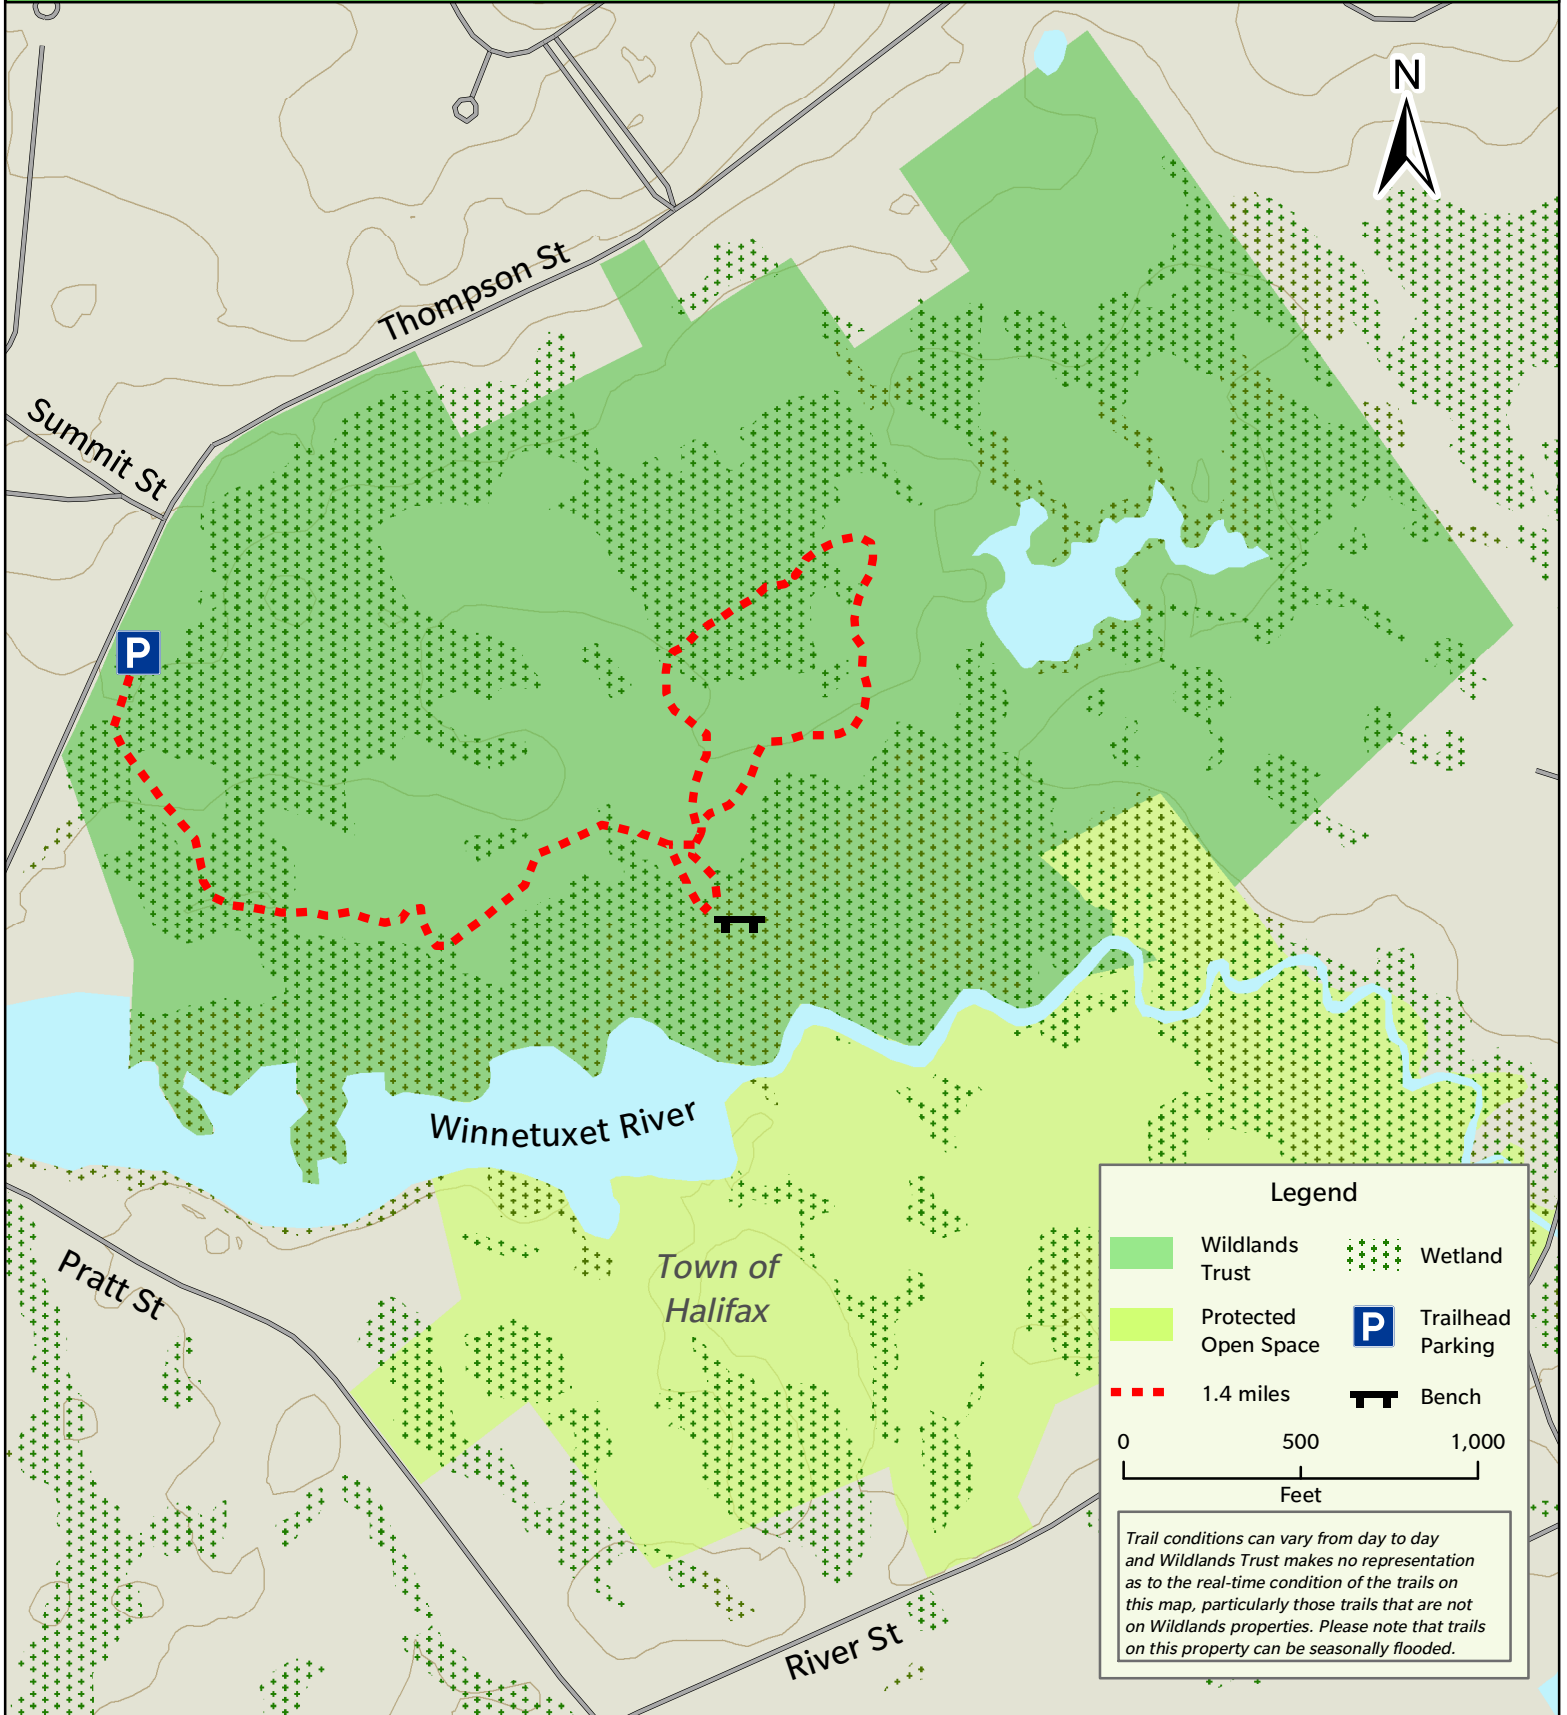 N
Thompson St
Summit St
P
Winnetuxet River
Pratt St
Town of
Halifax
River St
Legend
Wildlands
Trust
Wetland
Protected
Open Space
P
Trailhead
Parking
1.4 miles
Bench
0 500 1,000
Feet
Trail conditions can vary from day to day
and Wildlands Trust makes no representation
as to the real-time condition of the trails on
this map, particularly those trails that are not
on Wildlands properties. Please note that trails
on this property can be seasonally flooded.